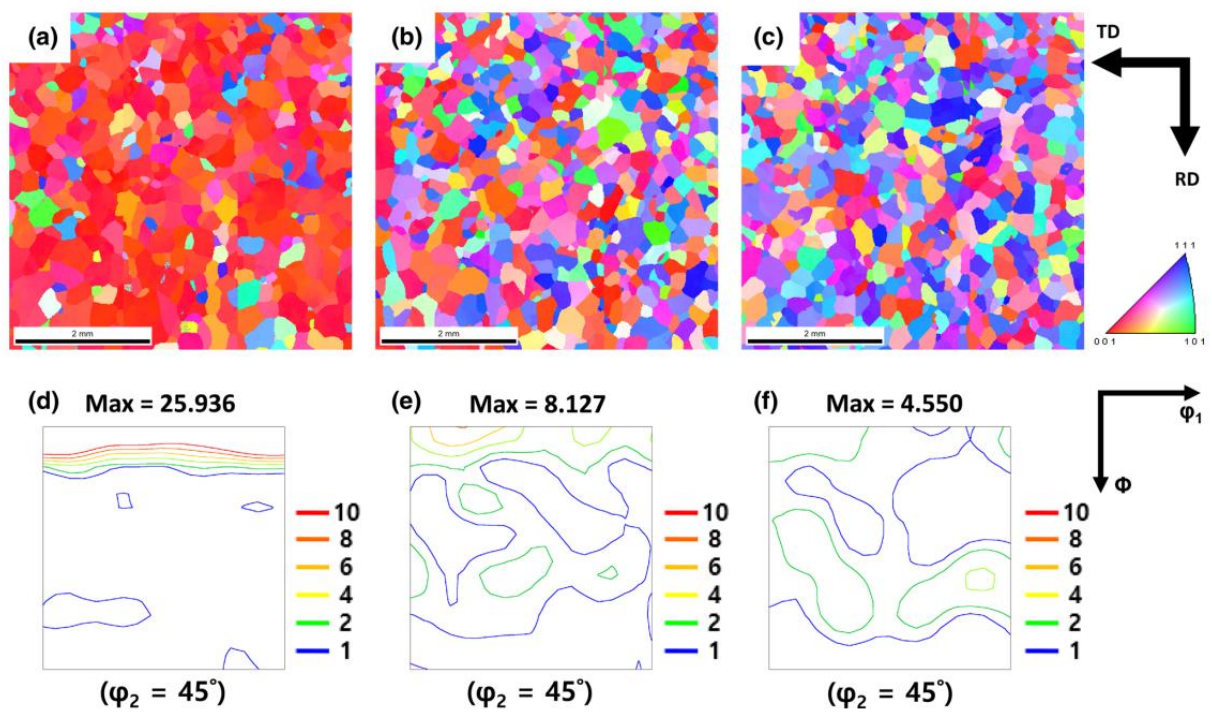 (a)
(b)
(c)
TD
RD
2 mm
2 mm
2 mm
1 1 1
0 0 1
1 0 1
(d)
Max = 25.936
(e)
Max = 8.127
(f)
Max = 4.550
φ₁
Φ
10
8
6
4
2
1
10
8
6
4
2
1
10
8
6
4
2
1
(φ₂ = 45°)
(φ₂ = 45°)
(φ₂ = 45°)